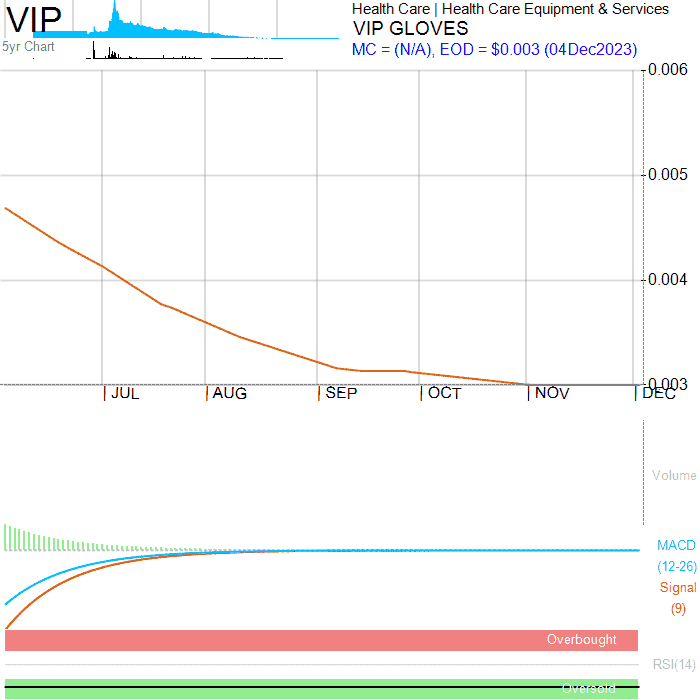 VIP
Health Care | Health Care Equipment & Services
VIP GLOVES
5yr Chart
MC = (N/A), EOD = $0.003 (04Dec2023)
0.006
0.005
0.004
0.003
JUL AUG SEP OCT NOV DEC
Volume
MACD
(12-26)
Signal
(9)
Overbought
RSI(14)
Oversold